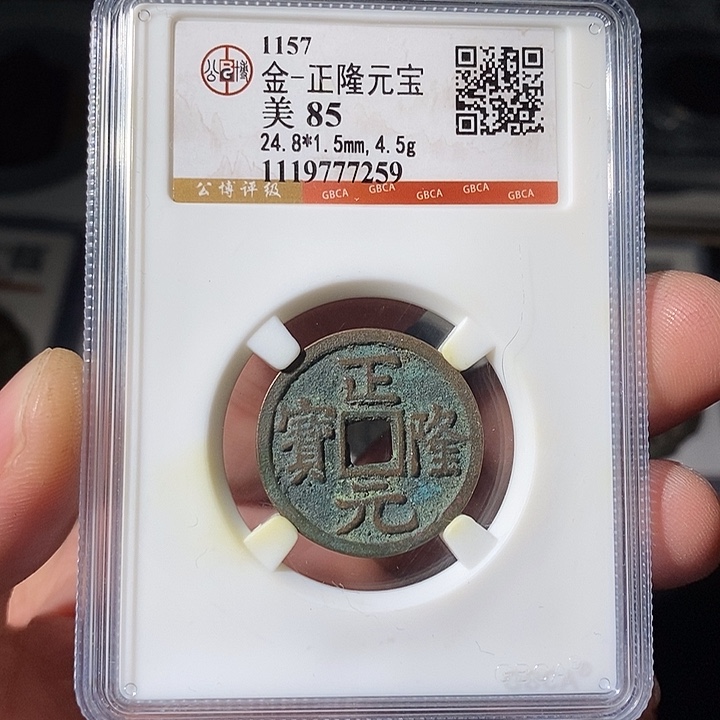 1157
金-正隆元宝
美 85
24.8*1.5mm,4.5g
1119777259
公博评级 GBCA GBCA GBCA GBCA GBCA
正隆元寶